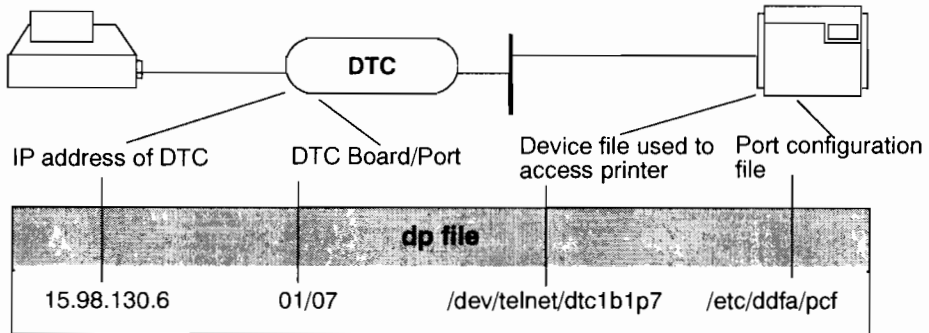 DTC
IP address of DTC
DTC Board/Port
Device file used to
access printer
Port configuration
file
dp file
15.98.130.6
01/07
/dev/telnet/dtc1b1p7
/etc/ddfa/pcf